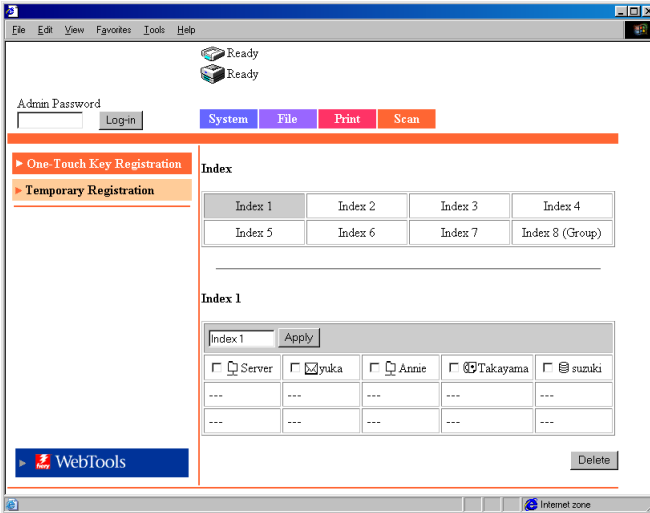 File Edit View Favorites Tools Help
Ready
Ready
Admin Password
Log-in
System File Print Scan
One-Touch Key Registration
Temporary Registration
Index
Index 1 Index 2 Index 3 Index 4
Index 5 Index 6 Index 7 Index 8 (Group)
Index 1
Index 1 Apply
Server yuka Annie Takayama suzuki
--- --- --- --- ---
--- --- --- --- ---
fiery WebTools
Delete
Internet zone